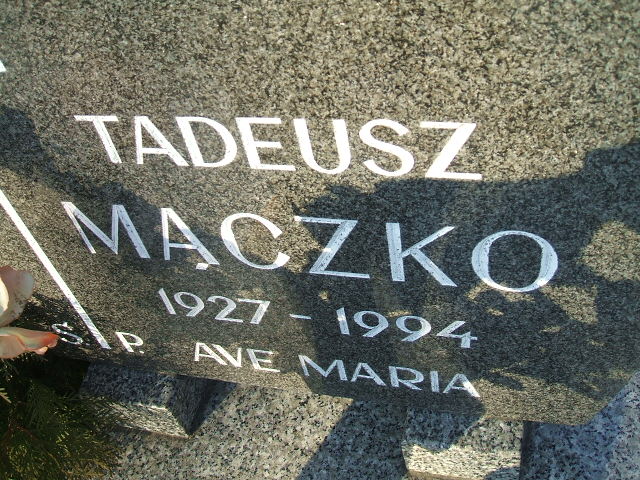 TADEUSZ
MĄCZKO
1927 - 1994
Ś. P. AVE MARIA